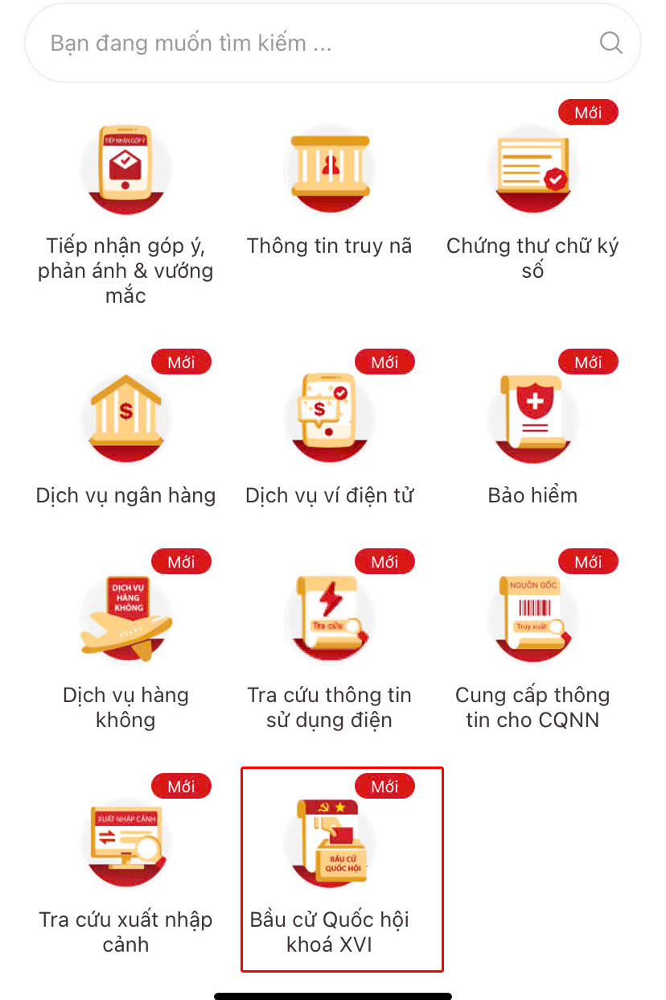 Bạn đang muốn tìm kiếm ...
Mới
TIẾP NHẬN GÓP Ý
Tiếp nhận góp ý,
phản ánh & vướng
mắc
Thông tin truy nã
Chứng thư chữ ký
số
Mới
Mới
Mới
$
$
Dịch vụ ngân hàng
Dịch vụ ví điện tử
Bảo hiểm
Mới
Mới
Mới
DỊCH VỤ
HÀNG
KHÔNG
Tra cứu
NGUỒN GỐC
Truy xuất
Dịch vụ hàng
không
Tra cứu thông tin
sử dụng điện
Cung cấp thông
tin cho CQNN
Mới
Mới
XUẤT NHẬP CẢNH
BẦU CỬ
QUỐC HỘI
Tra cứu xuất nhập
cảnh
Bầu cử Quốc hội
khoá XVI